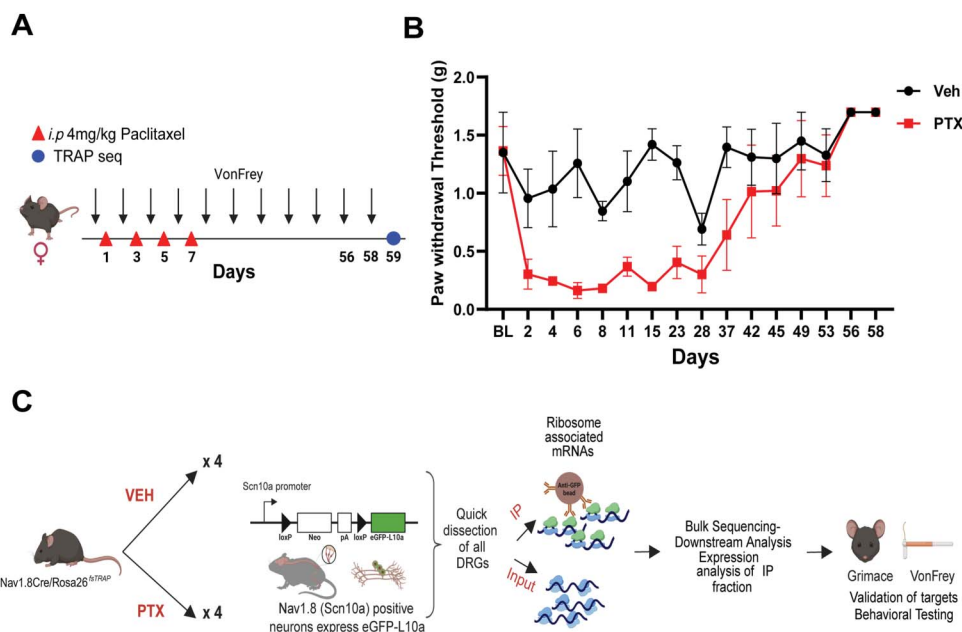 A
i.p 4mg/kg Paclitaxel
TRAP seq
VonFrey
1 3 5 7 56 58 59
Days
B
Paw withdrawal Threshold (g)
2.0
1.5
1.0
0.5
0.0
BL 2 4 6 8 11 15 23 28 37 42 45 49 53 56 58
Days
Veh
PTX
C
Nav1.8Cre/Rosa26fsTRAP
VEH
PTX
x 4
x 4
Scn10a promoter
loxP Neo pA loxP eGFP-L10a
Nav1.8 (Scn10a) positive
neurons express eGFP-L10a
Quick
dissection
of all
DRGs
IP
Input
Ribosome
associated
mRNAs
Anti-GFP
bead
Bulk Sequencing-
Downstream Analysis
Expression
analysis of IP
fraction
Grimace VonFrey
Validation of targets
Behavioral Testing